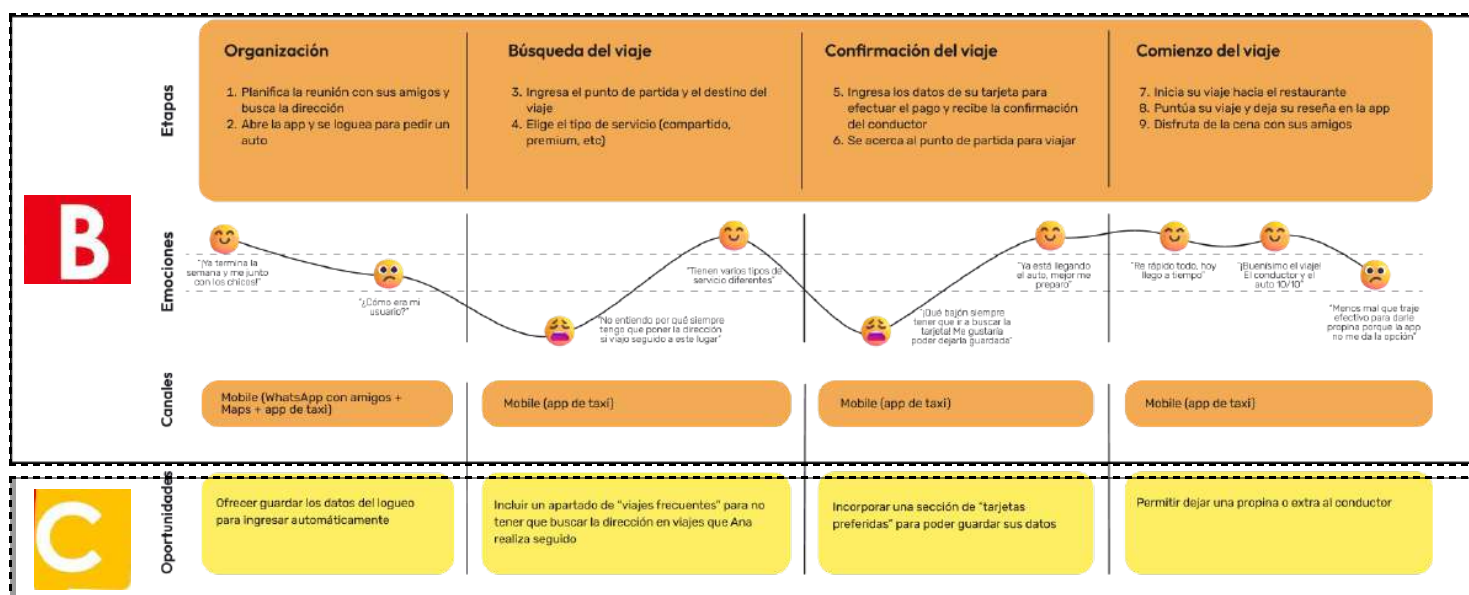 B
Etapas
Organización
1. Planifica la reunión con sus amigos y
busca la dirección
2. Abre la app y se loguea para pedir un
auto
Búsqueda del viaje
3. Ingresa el punto de partida y el destino del
viaje
4. Elige el tipo de servicio (compartido,
premium, etc)
Confirmación del viaje
5. Ingresa los datos de su tarjeta para
efectuar el pago y recibe la confirmación
del conductor
6. Se acerca al punto de partida para viajar
Comienzo del viaje
7. Inicia su viaje hacia el restaurante
8. Puntúa su viaje y deja su reseña en la app
9. Disfruta de la cena con sus amigos
Emociones
"¡Ya termina la
semana y me junto
con los chicos!"
"¿Cómo era mi
usuario?"
"No entiendo por qué siempre
tengo que poner la dirección
si viajo seguido a este lugar"
"Tienen varios tipos de
servicio diferentes"
"¡Qué bajón siempre
tener que ir a buscar la
tarjeta! Me gustaría
poder dejarla guardada"
"Ya está llegando
el auto, mejor me
preparo"
"Re rápido todo, hoy
llego a tiempo"
"¡Buenísimo el viaje!
El conductor y el
auto 10/10"
"Menos mal que traje
efectivo para darle
propina porque la app
no me da la opción"
Canales
Mobile (WhatsApp con amigos +
Maps + app de taxi)
Mobile (app de taxi)
Mobile (app de taxi)
Mobile (app de taxi)
C
Oportunidades
Ofrecer guardar los datos del logueo
para ingresar automáticamente
Incluir un apartado de "viajes frecuentes" para no
tener que buscar la dirección en viajes que Ana
realiza seguido
Incorporar una sección de "tarjetas
preferidas" para poder guardar sus datos
Permitir dejar una propina o extra al conductor